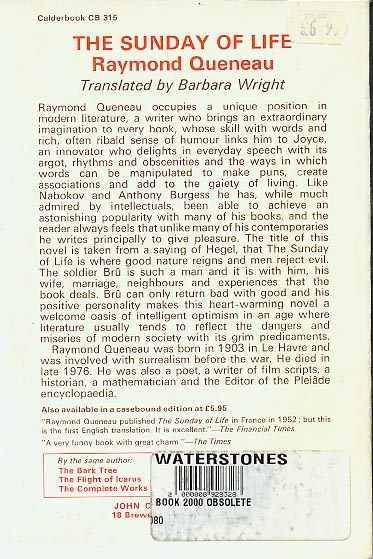 Calderbook CB 315
THE SUNDAY OF LIFE
Raymond Queneau
Translated by Barbara Wright
Raymond Queneau occupies a unique position in
modern literature, a writer who brings an extraordinary
imagination to every book, whose skill with words and
rich, often ribald sense of humour links him to Joyce,
an innovator who delights in everyday speech with its
argot, rhythms and obscenities and the ways in which
words can be manipulated to make puns, create
associations and add to the gaiety of living. Like
Nabokov and Anthony Burgess he has, while much
admired by intellectuals, been able to achieve an
astonishing popularity with many of his books, and the
reader always feels that unlike many of his contemporaries
he writes principally to give pleasure. The title of this
novel is taken from a saying of Hegel, that The Sunday
of Life is where good nature reigns and men reject evil.
The soldier Brû is such a man and it is with him, his
wife, marriage, neighbours and experiences that the
book deals. Brû can only return bad with good and his
positive personality makes this heart-warming novel a
welcome oasis of intelligent optimism in an age where
literature usually tends to reflect the dangers and
miseries of modern society with its grim predicaments.
Raymond Queneau was born in 1903 in Le Havre and
was involved with surrealism before the war. He died in
late 1976. He was also a poet, a writer of film scripts, a
historian, a mathematician and the Editor of the Pleiâde
encyclopaedia.
Also available in a casebound edition at £5.95
"Raymond Queneau published The Sunday of Life in France in 1952; but this
is the first English translation. It is excellent."—The Financial Times
"A very funny book with great charm."—The Times
By the same author:
The Bark Tree
The Flight of Icarus
The Complete Works
JOHN C
18 Brewe
WATERSTONES
2 000008 928328
BOOK 2000 OBSOLETE